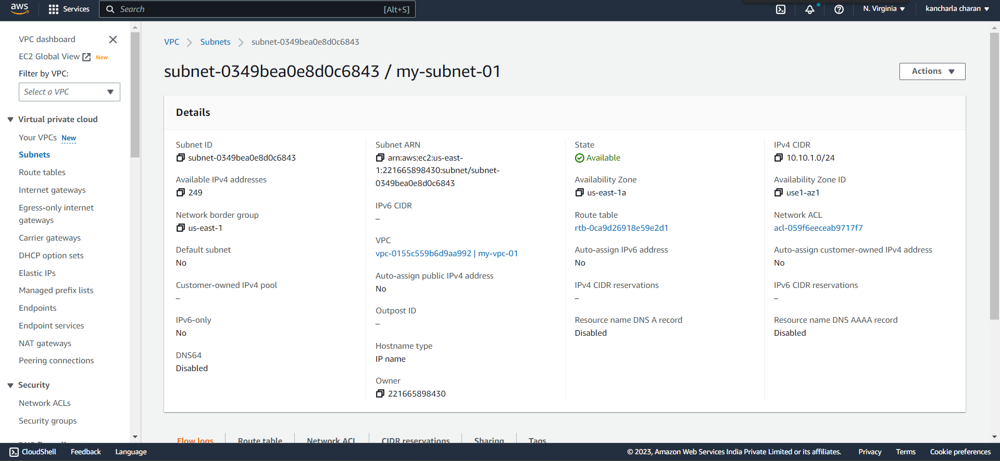 aws
Services
Search
[Alt+S]
N. Virginia
kancharla charan
VPC dashboard
EC2 Global View
New
Filter by VPC:
Select a VPC
Virtual private cloud
Your VPCs
New
Subnets
Route tables
Internet gateways
Egress-only internet
gateways
Carrier gateways
DHCP option sets
Elastic IPs
Managed prefix lists
Endpoints
Endpoint services
NAT gateways
Peering connections
Security
Network ACLs
Security groups
VPC
Subnets
subnet-0349bea0e8d0c6843
subnet-0349bea0e8d0c6843 / my-subnet-01
Actions
Details
Subnet ID
subnet-0349bea0e8d0c6843
Available IPv4 addresses
249
Network border group
us-east-1
Default subnet
No
Customer-owned IPv4 pool
–
IPv6-only
No
DNS64
Disabled
Subnet ARN
arn:aws:ec2:us-east-
1:221665898430:subnet/subnet-
0349bea0e8d0c6843
IPv6 CIDR
–
VPC
vpc-0155c559b6d9aa992 | my-vpc-01
Auto-assign public IPv4 address
No
Outpost ID
–
Hostname type
IP name
Owner
221665898430
State
Available
Availability Zone
us-east-1a
Route table
rtb-0ca9d26918e59e2d1
Auto-assign IPv6 address
No
IPv4 CIDR reservations
–
Resource name DNS A record
Disabled
IPv4 CIDR
10.10.1.0/24
Availability Zone ID
use1-az1
Network ACL
acl-059f6eeceab9717f7
Auto-assign customer-owned IPv4 address
No
IPv6 CIDR reservations
–
Resource name DNS AAAA record
Disabled
Flow logs
Route table
Network ACL
CIDR reservations
Sharing
Tags
CloudShell
Feedback
Language
© 2023, Amazon Web Services India Private Limited or its affiliates.
Privacy
Terms
Cookie preferences